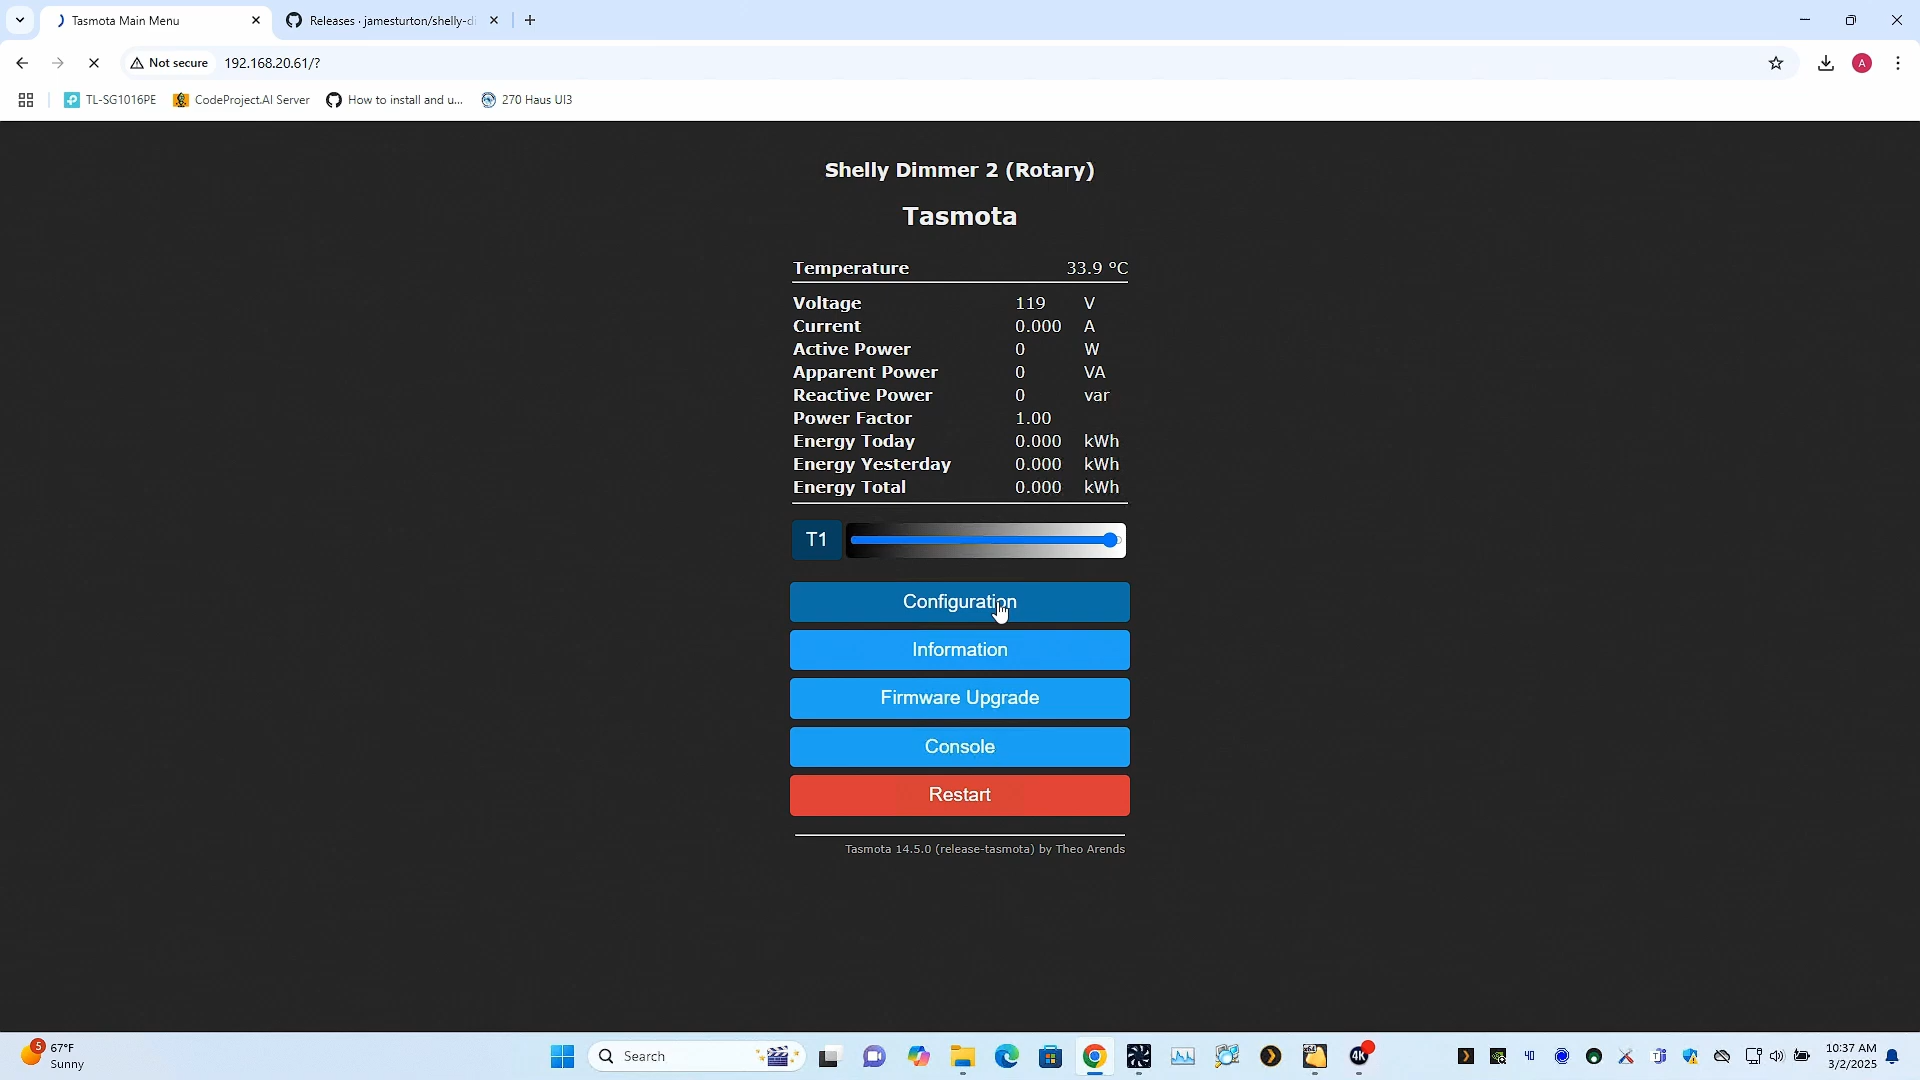 Tasmota Main Menu
Releases · jamesturton/shelly-di
Not secure
192.168.20.61/?
A
TL-SG1016PE
CodeProject.AI Server
How to install and u...
270 Haus UI3
Shelly Dimmer 2 (Rotary)
Tasmota
Temperature 33.9 °C
Voltage 119 V
Current 0.000 A
Active Power 0 W
Apparent Power 0 VA
Reactive Power 0 var
Power Factor 1.00
Energy Today 0.000 kWh
Energy Yesterday 0.000 kWh
Energy Total 0.000 kWh
T1
Configuration
Information
Firmware Upgrade
Console
Restart
Tasmota 14.5.0 (release-tasmota) by Theo Arends
5
67°F
Sunny
Search
4K
10:37 AM
3/2/2025